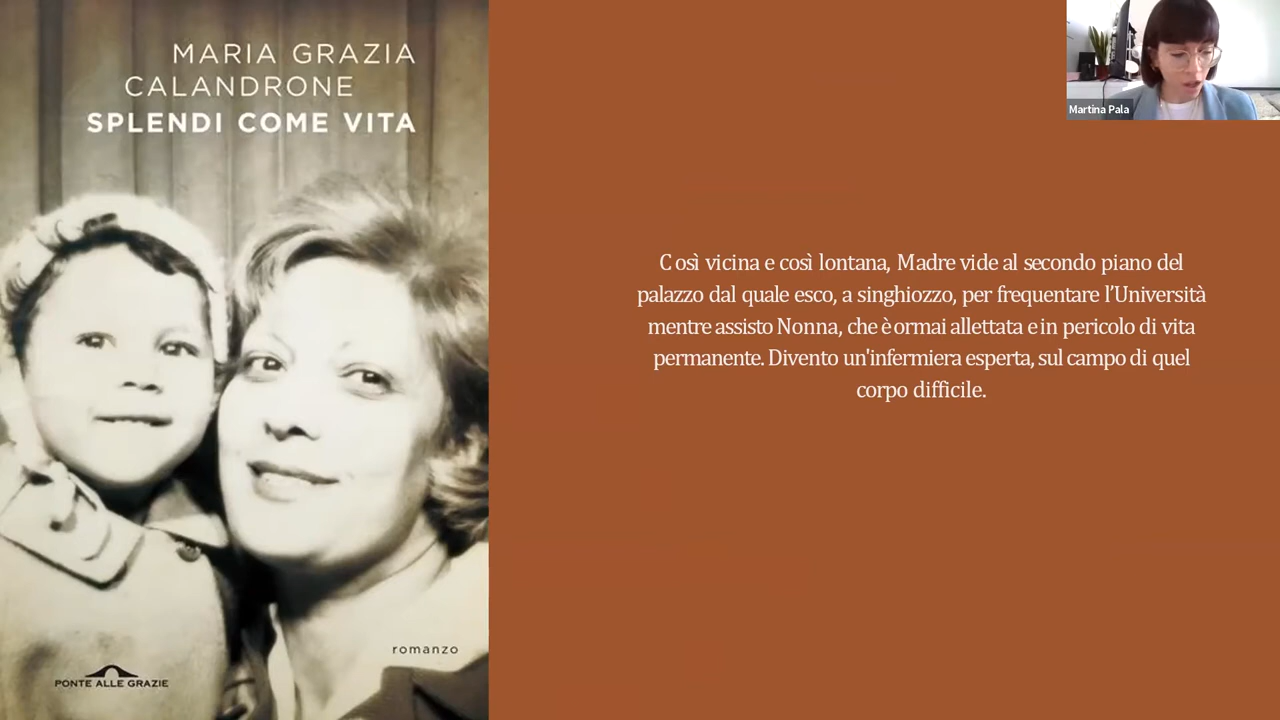 MARIA GRAZIA
CALANDRONE
SPLENDI COME VITA
romanzo
PONTE ALLE GRAZIE
Martina Pala
Così vicina e così lontana, Madre vide al secondo piano del
palazzo dal quale esco, a singhiozzo, per frequentare l’Università
mentre assisto Nonna, che è ormai allettata e in pericolo di vita
permanente. Divento un'infermiera esperta, sul campo di quel
corpo difficile.